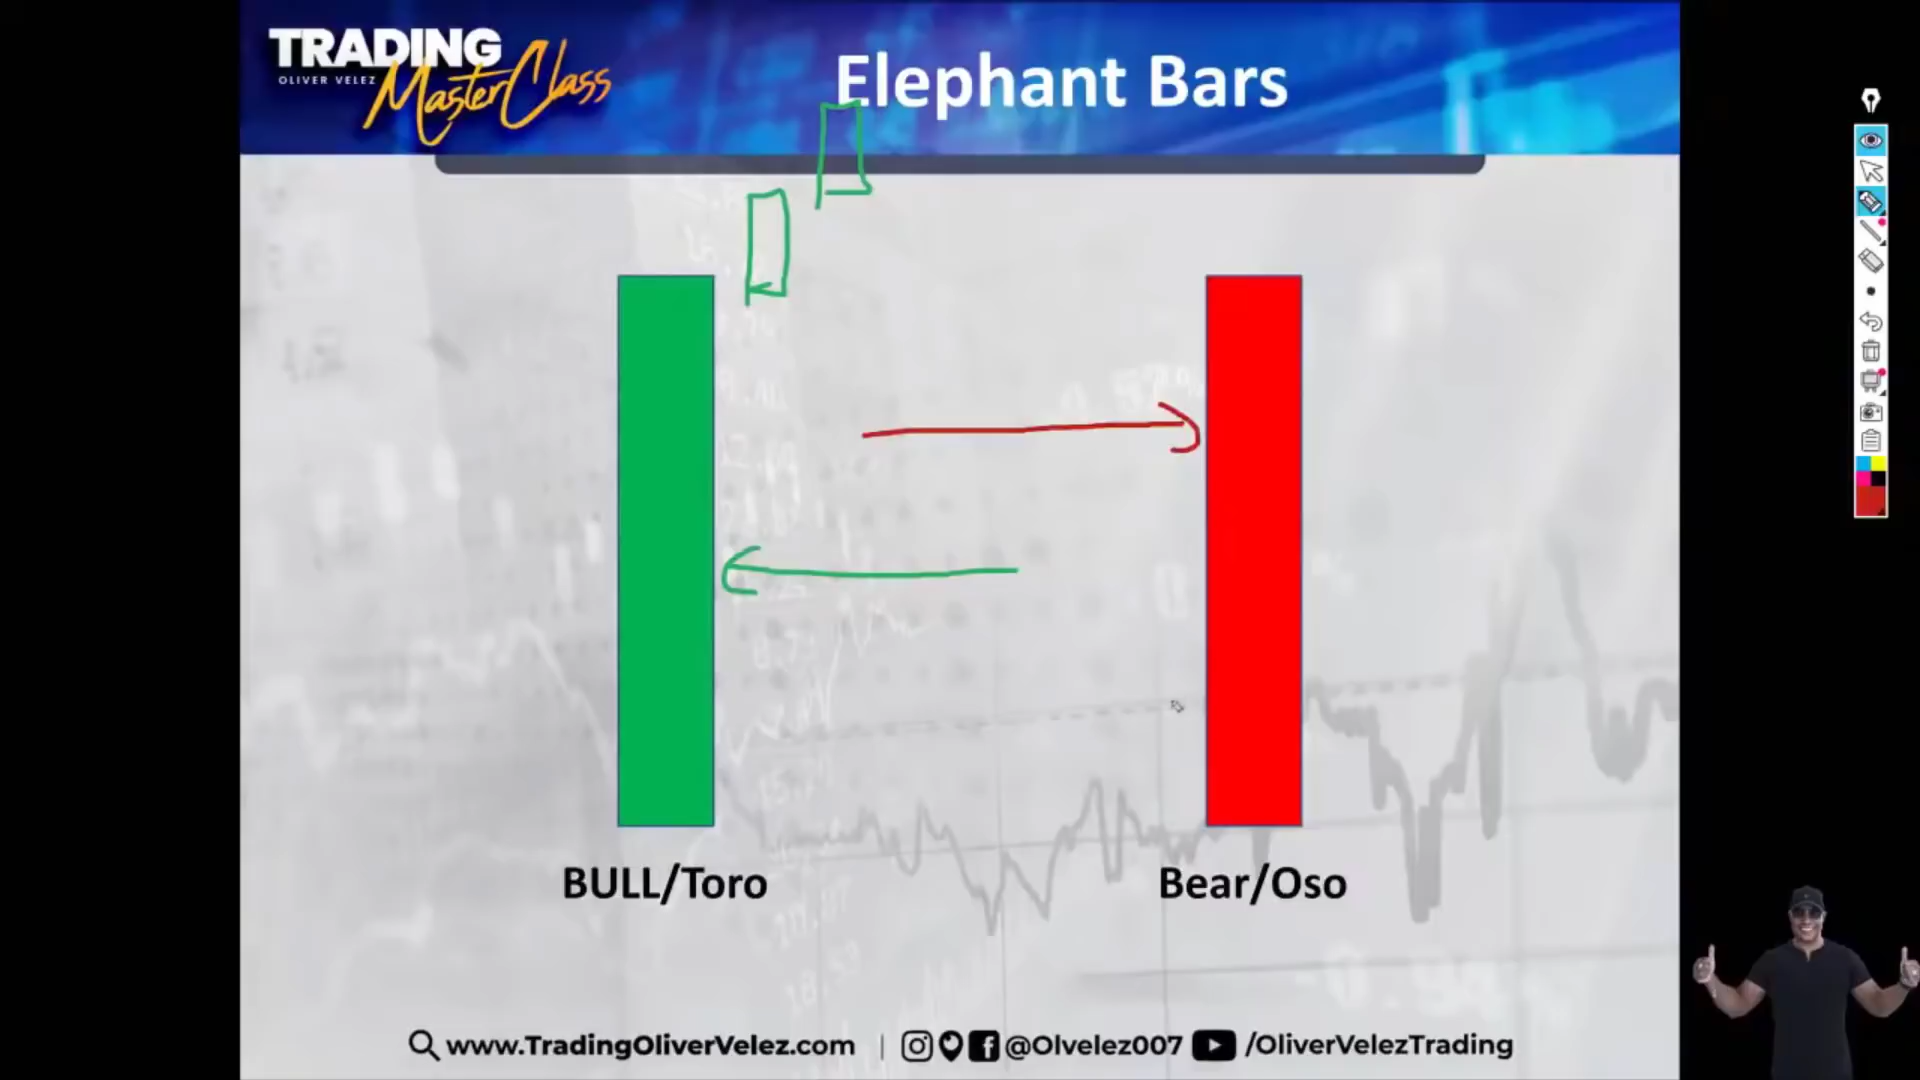 TRADING
OLIVER VELEZ
MasterClass
Elephant Bars
BULL/Toro
Bear/Oso
www.TradingOliverVelez.com | @Olvelez007 /OliverVelezTrading